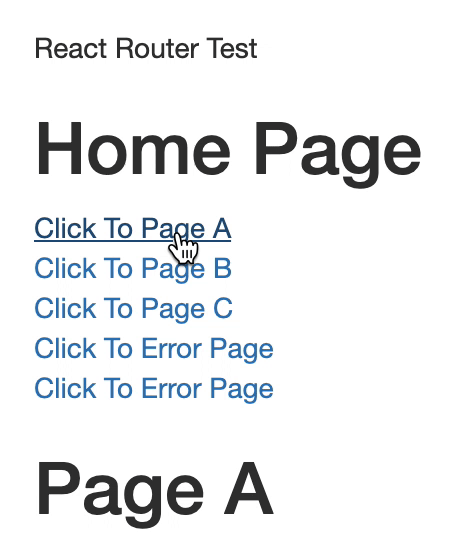 React Router Test
Home Page
Click To Page A
Click To Page B
Click To Page C
Click To Error Page
Click To Error Page
Page A